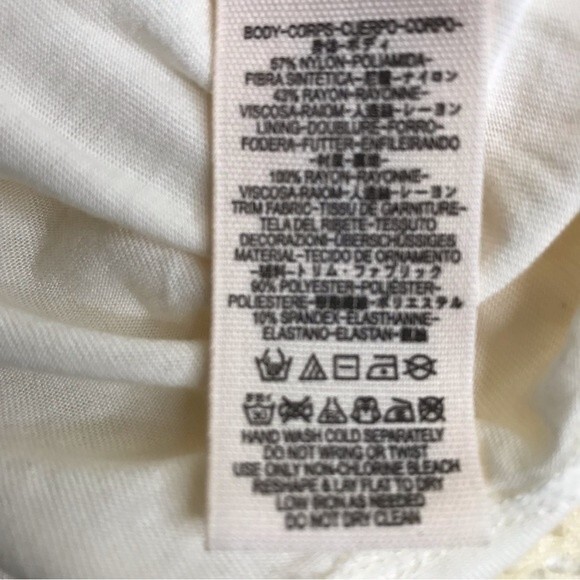 BODY-CORPS-CUERPO-CORPO-
身体-ボディ
57% NYLON-POLIAMIDA-
FIBRA SINTETICA-尼龍-ナイロン
43% RAYON-RAYONNE-
VISCOSA-RAIOM-人造絲-レーヨン
LINING-DOUBLURE-FORRO-
FODERA-FUTTER-ENFILEIRANDO
100% RAYON-RAYONNE-
VISCOSA-RAIOM-人造絲-レーヨン
TRIM FABRIC-TISSU DE GARNITURE-
TELA DEL RIBETE-TESSUTO
DECORAZIONI-ÜBERSCHÜSSIGES
MATERIAL-TECIDO DE ORNAMENTO
-輔料-トリム・ファブリック
90% POLYESTER-POLIESTER-
POLIESTERE-ポリエステル
10% SPANDEX-ELASTHANNE-
ELASTANO-ELASTAN-
HAND WASH COLD SEPARATELY
DO NOT WRING OR TWIST
USE ONLY NON-CHLORINE BLEACH
RESHAPE & LAY FLAT TO DRY
LOW IRON AS NEEDED
DO NOT DRY CLEAN